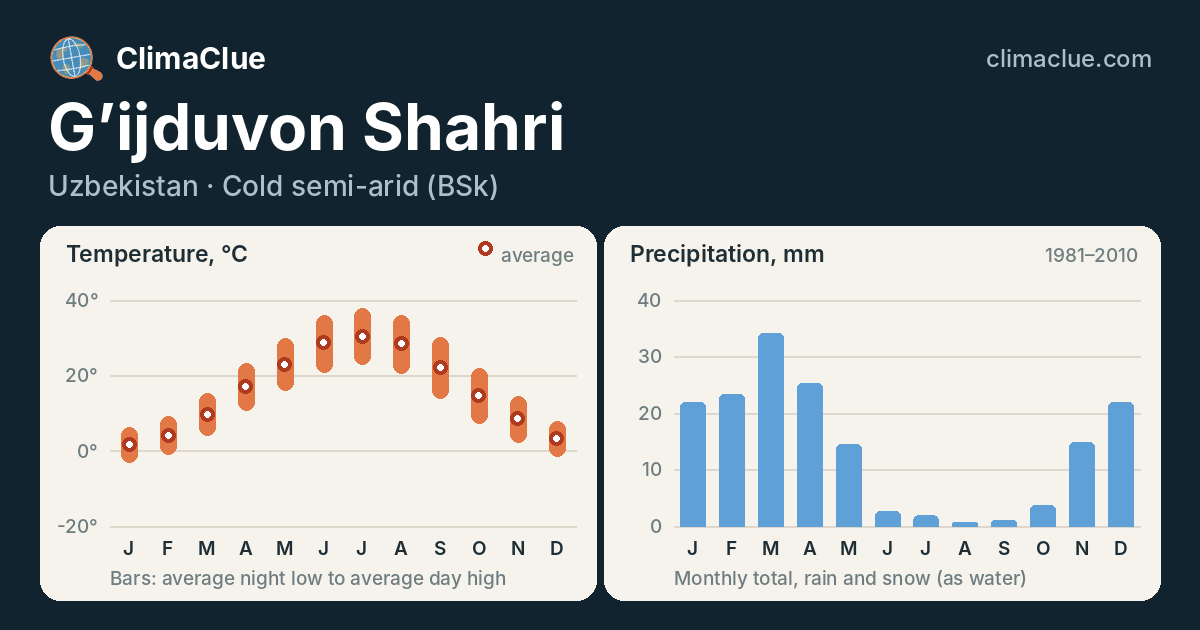 ClimaClue
climaclue.com
Gʻijduvon Shahri
Uzbekistan · Cold semi-arid (BSk)
Temperature, °C
average
40°
20°
0°
-20°
J F M A M J J A S O N D
Bars: average night low to average day high
Precipitation, mm
1981–2010
40
30
20
10
0
J F M A M J J A S O N D
Monthly total, rain and snow (as water)